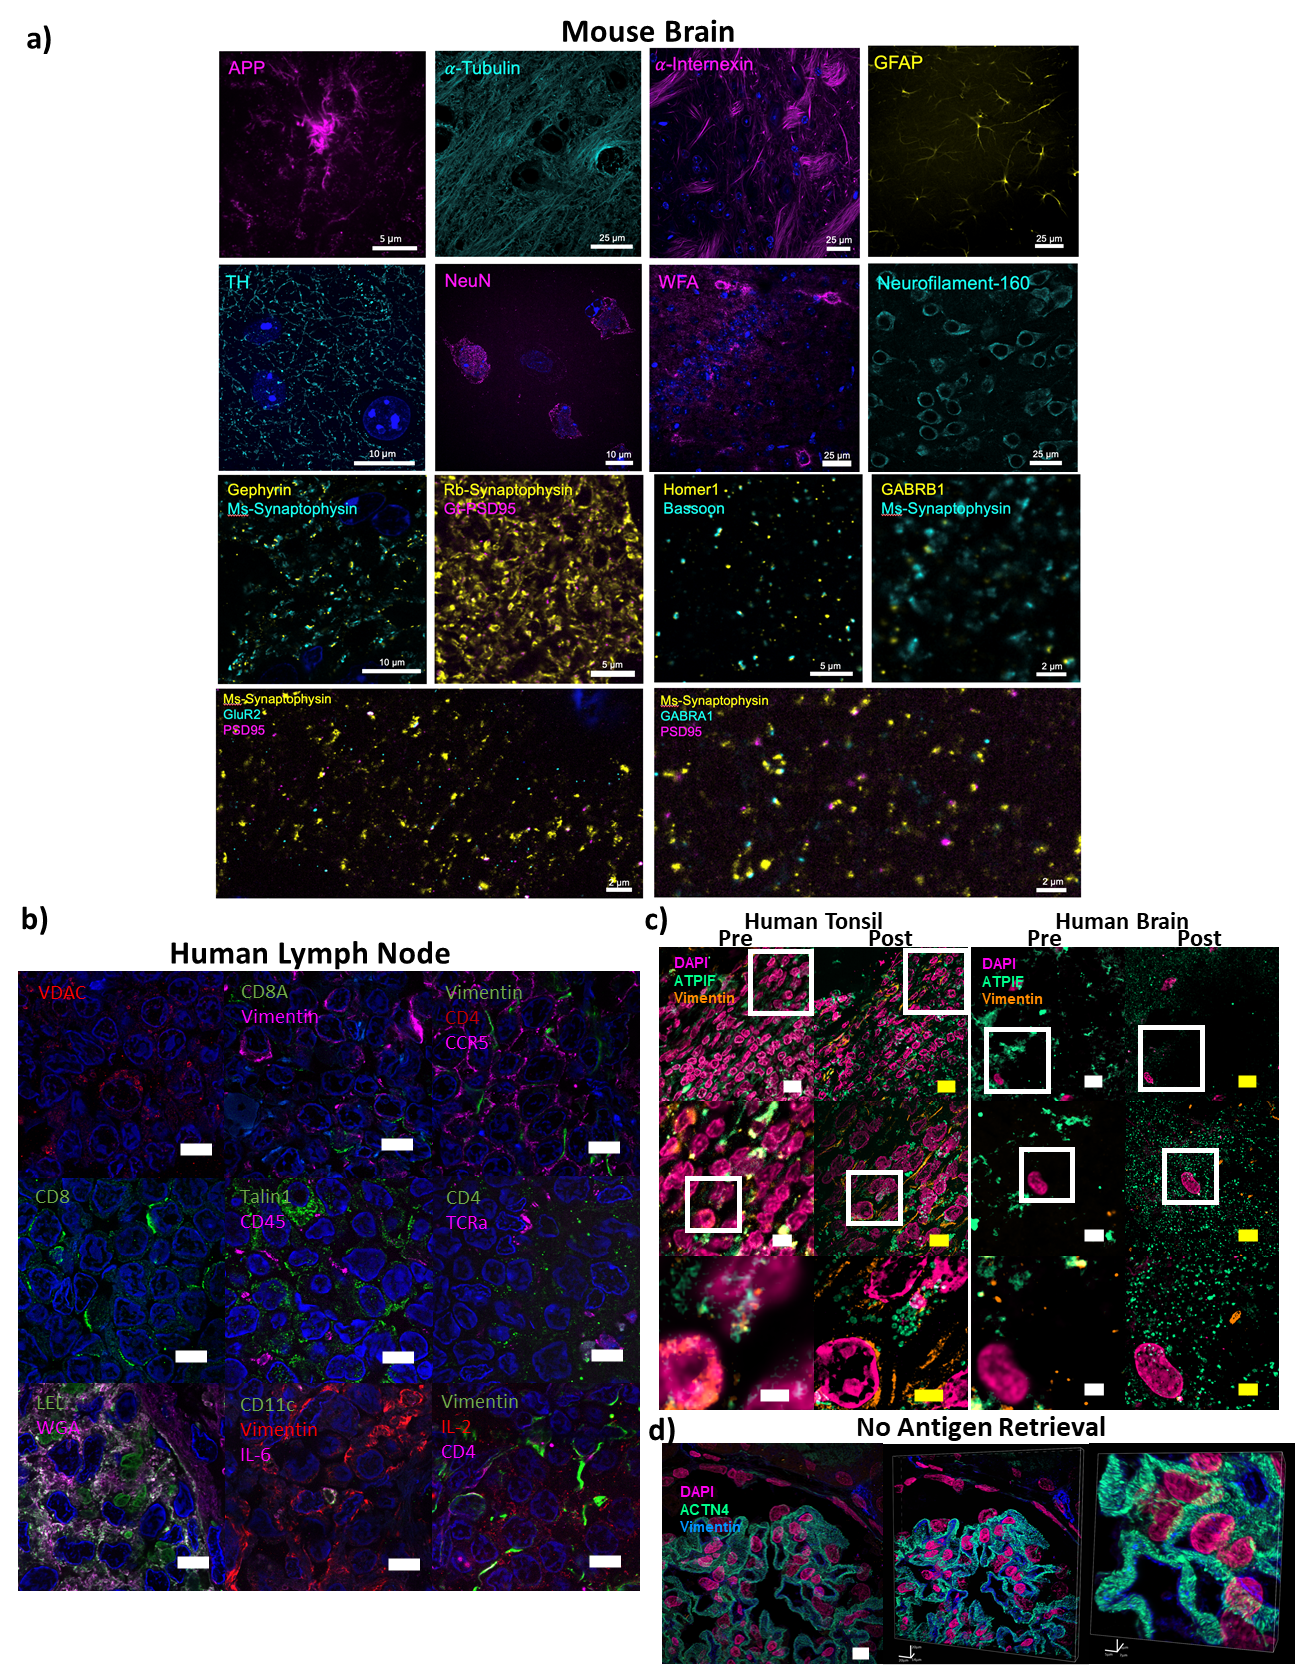 a)
Mouse Brain
APP
α-Tubulin
α-Internexin
GFAP
5 µm
25 µm
25 µm
25 µm
TH
NeuN
WFA
Neurofilament-160
10 µm
10 µm
25 µm
25 µm
Gephyrin
Ms-Synaptophysin
Rb-Synaptophysin
Gt-PSD95
Homer1
Bassoon
GABRB1
Ms-Synaptophysin
10 µm
5 µm
5 µm
2 µm
Ms-Synaptophysin
GluR2
PSD95
Ms-Synaptophysin
GABRA1
PSD95
2 µm
2 µm
b)
Human Lymph Node
VDAC
CD8A
Vimentin
Vimentin
CD4
CCR5
CD8
Talin1
CD45
CD4
TCRa
LEL
WGA
CD11c
Vimentin
IL-6
Vimentin
IL-2
CD4
c)
Human Tonsil
Human Brain
Pre
Post
Pre
Post
DAPI
ATPIF
Vimentin
DAPI
ATPIF
Vimentin
d)
No Antigen Retrieval
DAPI
ACTN4
Vimentin